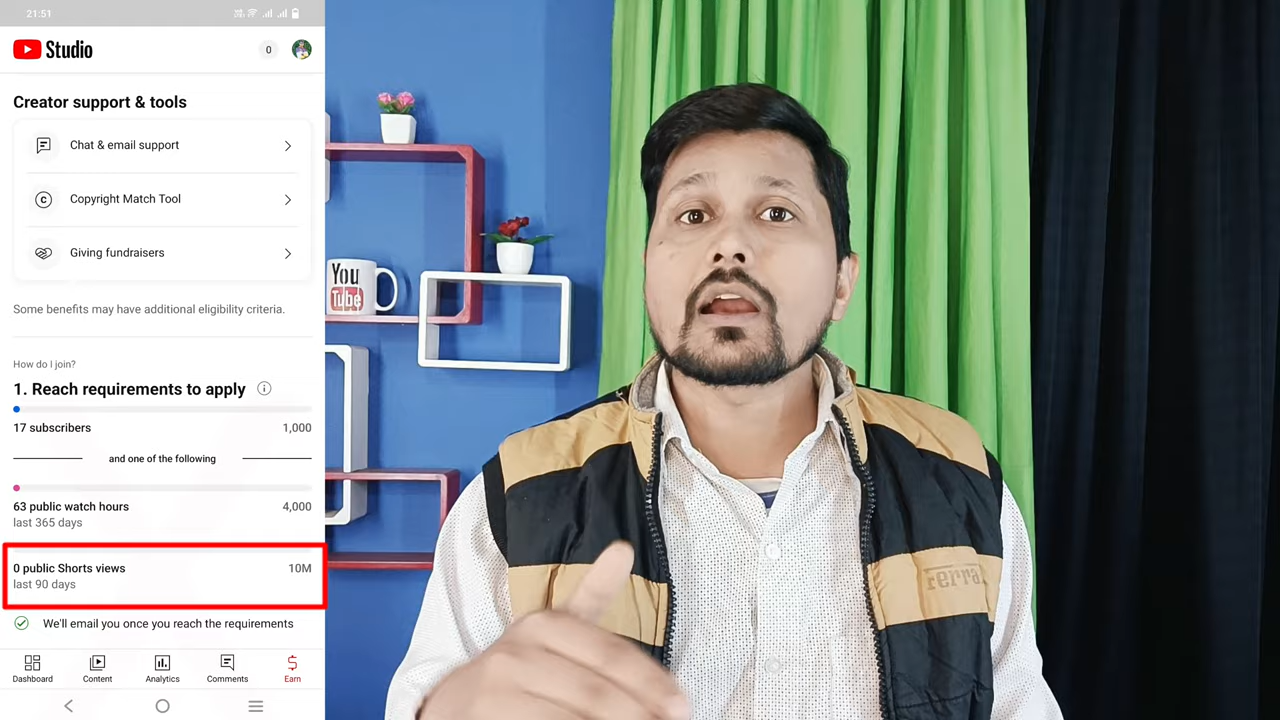 21:51
Studio
0
Creator support & tools
Chat & email support
Copyright Match Tool
Giving fundraisers
Some benefits may have additional eligibility criteria.
How do I join?
1. Reach requirements to apply
17 subscribers 1,000
and one of the following
63 public watch hours 4,000
last 365 days
0 public Shorts views 10M
last 90 days
We'll email you once you reach the requirements
Dashboard Content Analytics Comments Earn
You
Tube